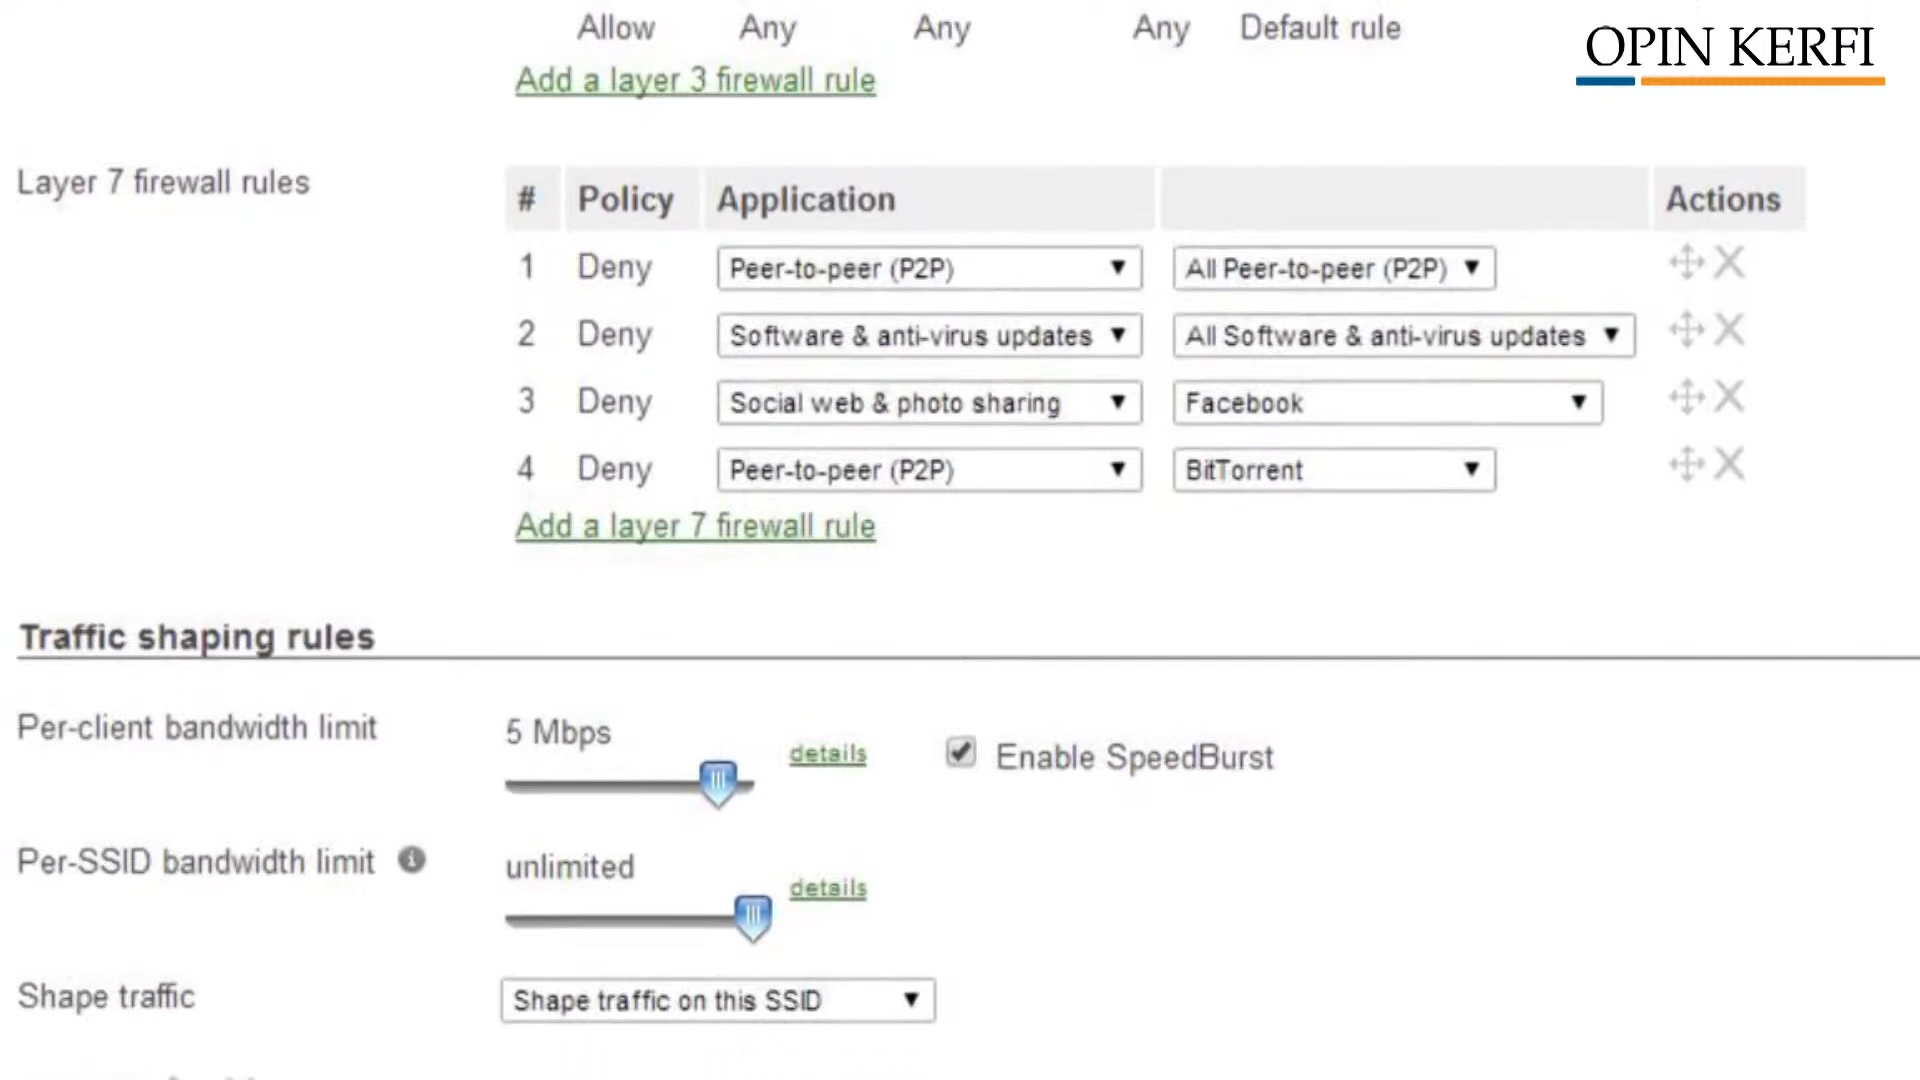 Allow Any Any Any Default rule
OPIN KERFI
Add a layer 3 firewall rule
Layer 7 firewall rules
# Policy Application Actions
1 Deny Peer-to-peer (P2P) All Peer-to-peer (P2P)
2 Deny Software & anti-virus updates All Software & anti-virus updates
3 Deny Social web & photo sharing Facebook
4 Deny Peer-to-peer (P2P) BitTorrent
Add a layer 7 firewall rule
Traffic shaping rules
Per-client bandwidth limit 5 Mbps details Enable SpeedBurst
Per-SSID bandwidth limit unlimited details
Shape traffic Shape traffic on this SSID